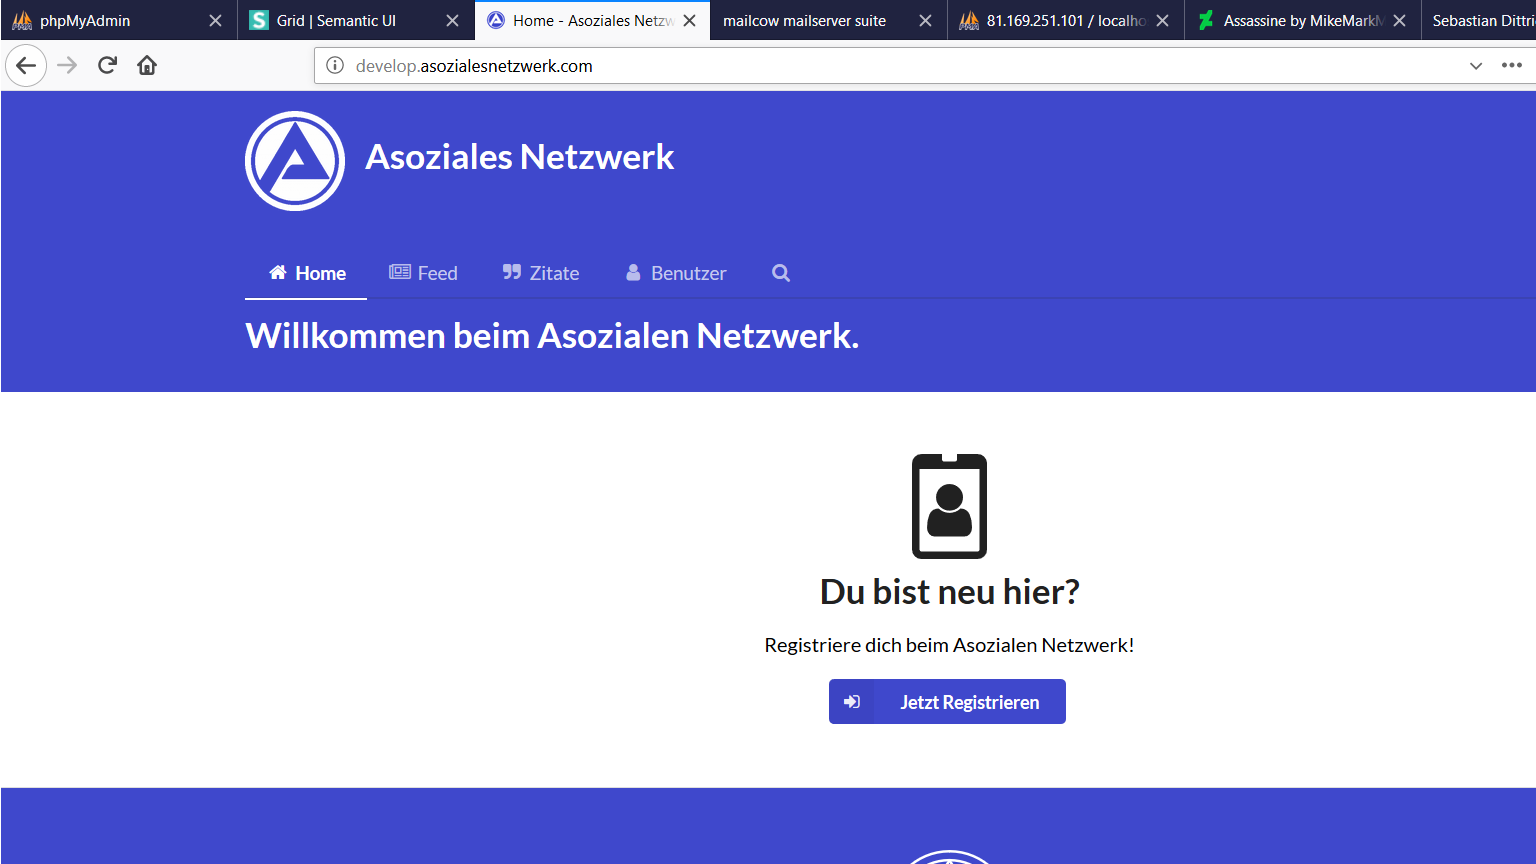 phpMyAdmin
Grid | Semantic UI
Home - Asoziales Netzw
mailcow mailserver suite
81.169.251.101 / localho
Assassine by MikeMarkM
Sebastian Dittri
develop.asozialesnetzwerk.com
Asoziales Netzwerk
Home
Feed
Zitate
Benutzer
Willkommen beim Asozialen Netzwerk.
Du bist neu hier?
Registriere dich beim Asozialen Netzwerk!
Jetzt Registrieren